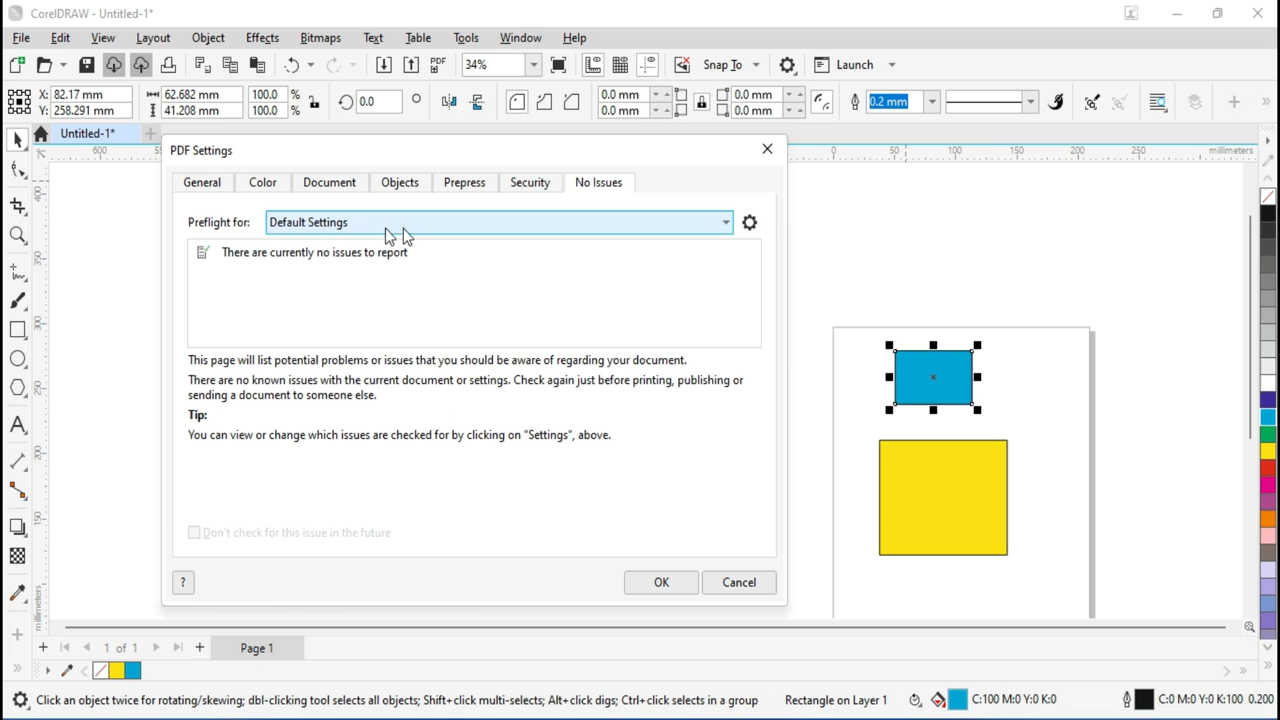 CorelDRAW - Untitled-1*
File Edit View Layout Object Effects Bitmaps Text Table Tools Window Help
PDF 34% Snap To Launch
X: 82.17 mm 62.682 mm 100.0 % 0.0 mm 0.0 mm
Y: 258.291 mm 41.208 mm 100.0 % 0.0 0.0 mm 0.0 mm 0.2 mm
Untitled-1*
600 0 50 100 150 200 250 millimeters
PDF Settings
General Color Document Objects Prepress Security No Issues
Preflight for: Default Settings
There are currently no issues to report
This page will list potential problems or issues that you should be aware of regarding your document.
There are no known issues with the current document or settings. Check again just before printing, publishing or
sending a document to someone else.
Tip:
You can view or change which issues are checked for by clicking on "Settings", above.
Don't check for this issue in the future
? OK Cancel
millimeters
1 of 1 Page 1
Click an object twice for rotating/skewing; dbl-clicking tool selects all objects; Shift+click multi-selects; Alt+click digs; Ctrl+click selects in a group Rectangle on Layer 1 C:100 M:0 Y:0 K:0 C:0 M:0 Y:0 K:100 0.200